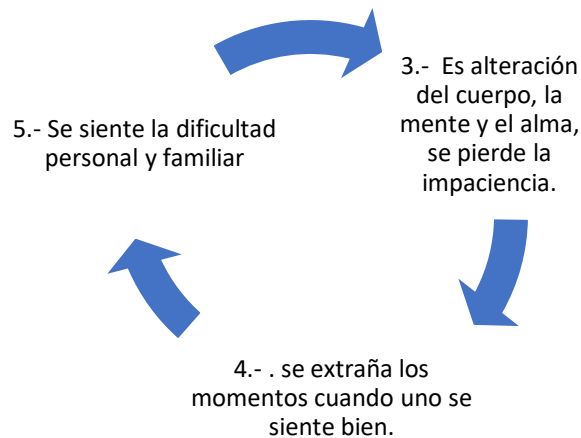 3.- Es alteración
del cuerpo, la
mente y el alma,
se pierde la
impaciencia.
4.- . se extraña los
momentos cuando uno se
siente bien.
5.- Se siente la dificultad
personal y familiar